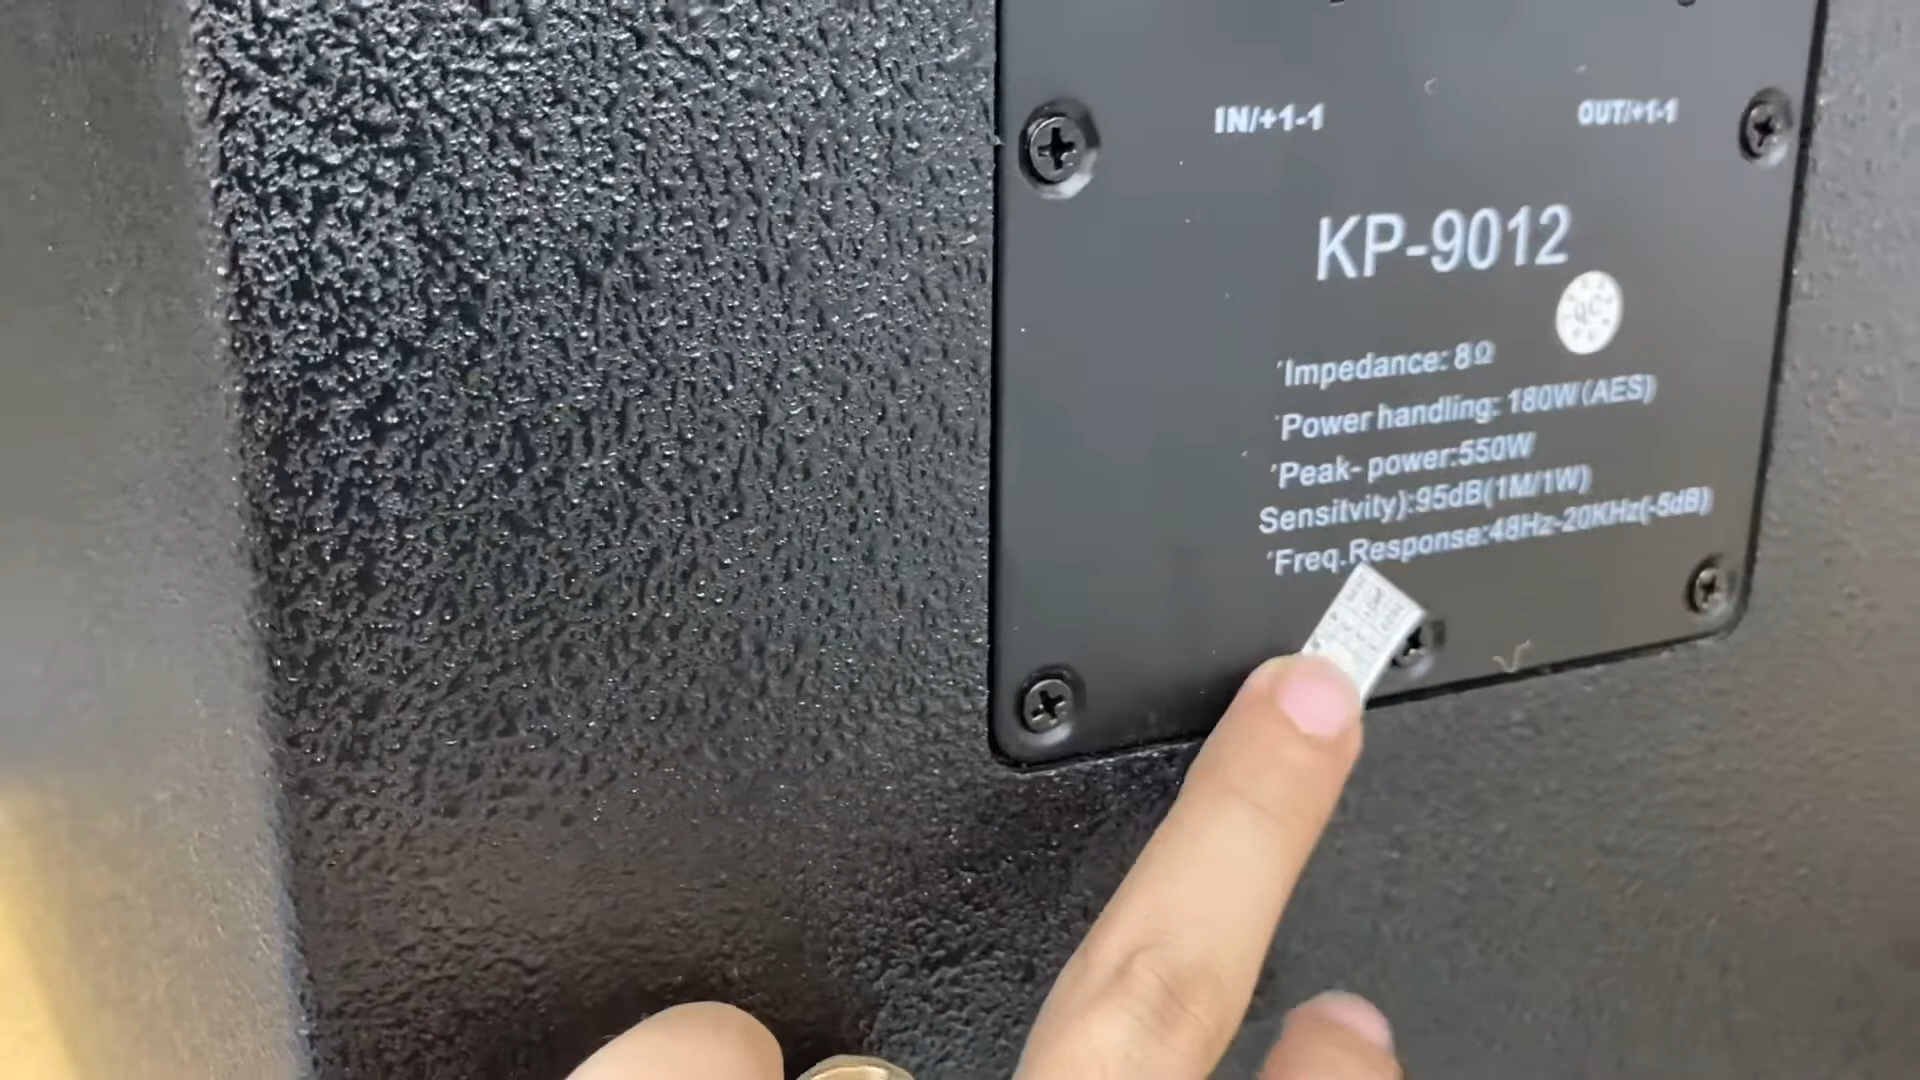 IN/+1-1
OUT/+1-1
KP-9012
QC
'Impedance: 8Ω
'Power handling: 180W(AES)
'Peak- power:550W
Sensitvity):95dB(1M/1W)
'Freq.Response:48Hz-20KHz(-5dB)